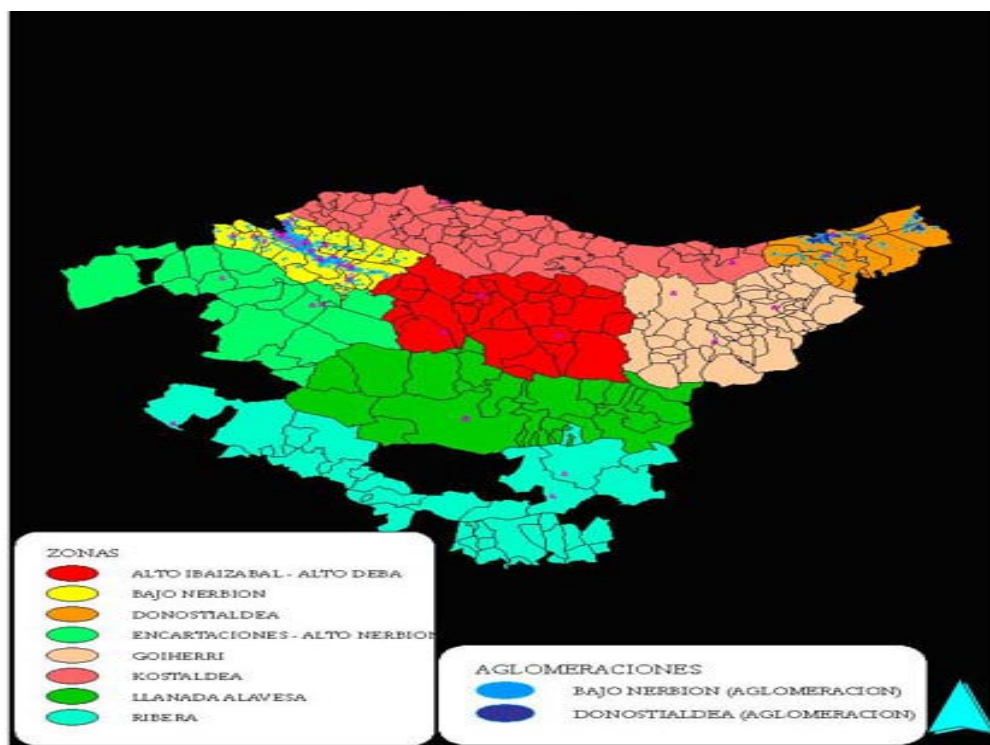 ZONAS
ALTO IBAIZABAL - ALTO DEBA
BAJO NERBION
DONOSTIALDEA
ENCARTACIONES - ALTO NERBION
GOIHERRI
KOSTALDEA
LLANADA ALAVESA
RIBERA
AGLOMERACIONES
BAJO NERBION (AGLOMERACION)
DONOSTIALDEA (AGLOMERACION)